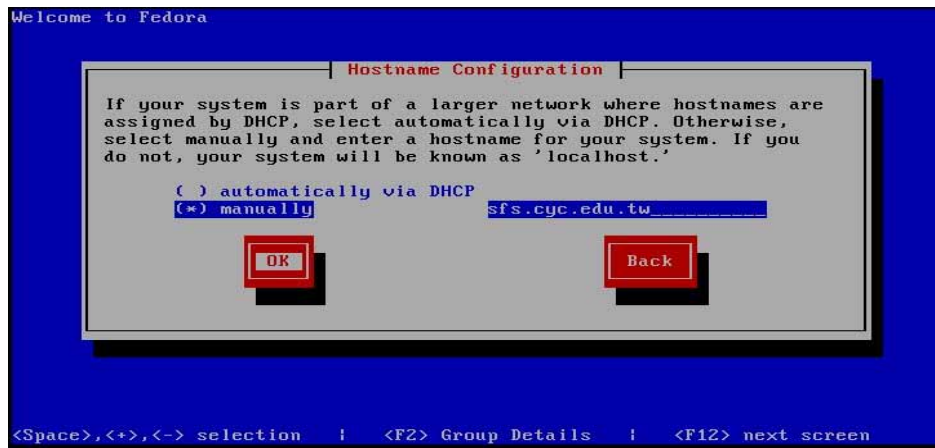 Welcome to Fedora
Hostname Configuration
If your system is part of a larger network where hostnames are
assigned by DHCP, select automatically via DHCP. Otherwise,
select manually and enter a hostname for your system. If you
do not, your system will be known as 'localhost.'
( ) automatically via DHCP
(*) manually sfs.cyc.edu.tw__________
OK Back
<Space>,<+>,<-> selection | <F2> Group Details | <F12> next screen